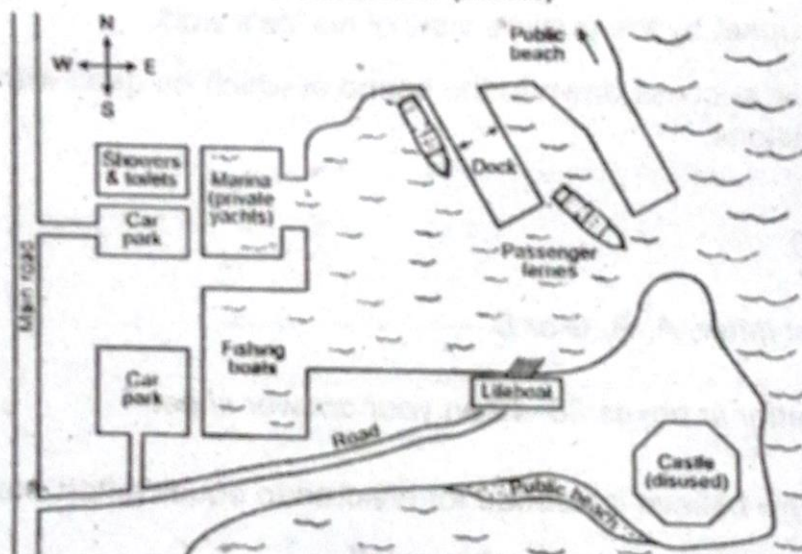 N
W E
S
Public
beach
Showers
& toilets
Marina
(private
yachts)
Dock
Car
park
Passenger
ferries
Main road
Fishing
boats
Car
park
Lifeboat
Road
Castle
(disused)
Public beach